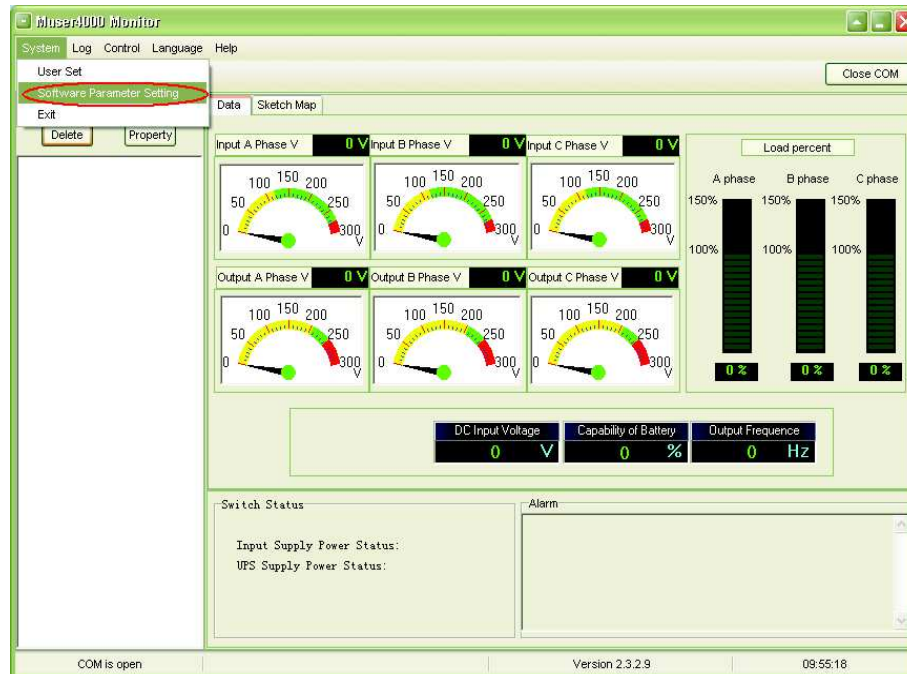 Muser4000 Monitor
System Log Control Language Help
User Set
Software Parameter Setting
Exit
Close COM
Delete Property
Data Sketch Map
Input A Phase V 0 V Input B Phase V 0 V Input C Phase V 0 V
0 50 100 150 200 250 300 V
0 50 100 150 200 250 300 V
0 50 100 150 200 250 300 V
Output A Phase V 0 V Output B Phase V 0 V Output C Phase V 0 V
0 50 100 150 200 250 300 V
0 50 100 150 200 250 300 V
0 50 100 150 200 250 300 V
Load percent
A phase B phase C phase
150% 150% 150%
100% 100% 100%
0 % 0 % 0 %
DC Input Voltage Capability of Battery Output Frequence
0 V 0 % 0 Hz
Switch Status
Input Supply Power Status:
UPS Supply Power Status:
Alarm
COM is open Version 2.3.2.9 09:55:18